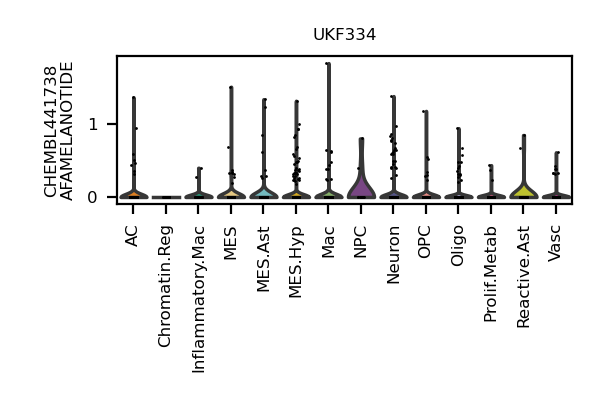 UKF334
CHEMBL441738
AFAMELANOTIDE
1
0
AC
Chromatin.Reg
Inflammatory.Mac
MES
MES.Ast
MES.Hyp
Mac
NPC
Neuron
OPC
Oligo
Prolif.Metab
Reactive.Ast
Vasc